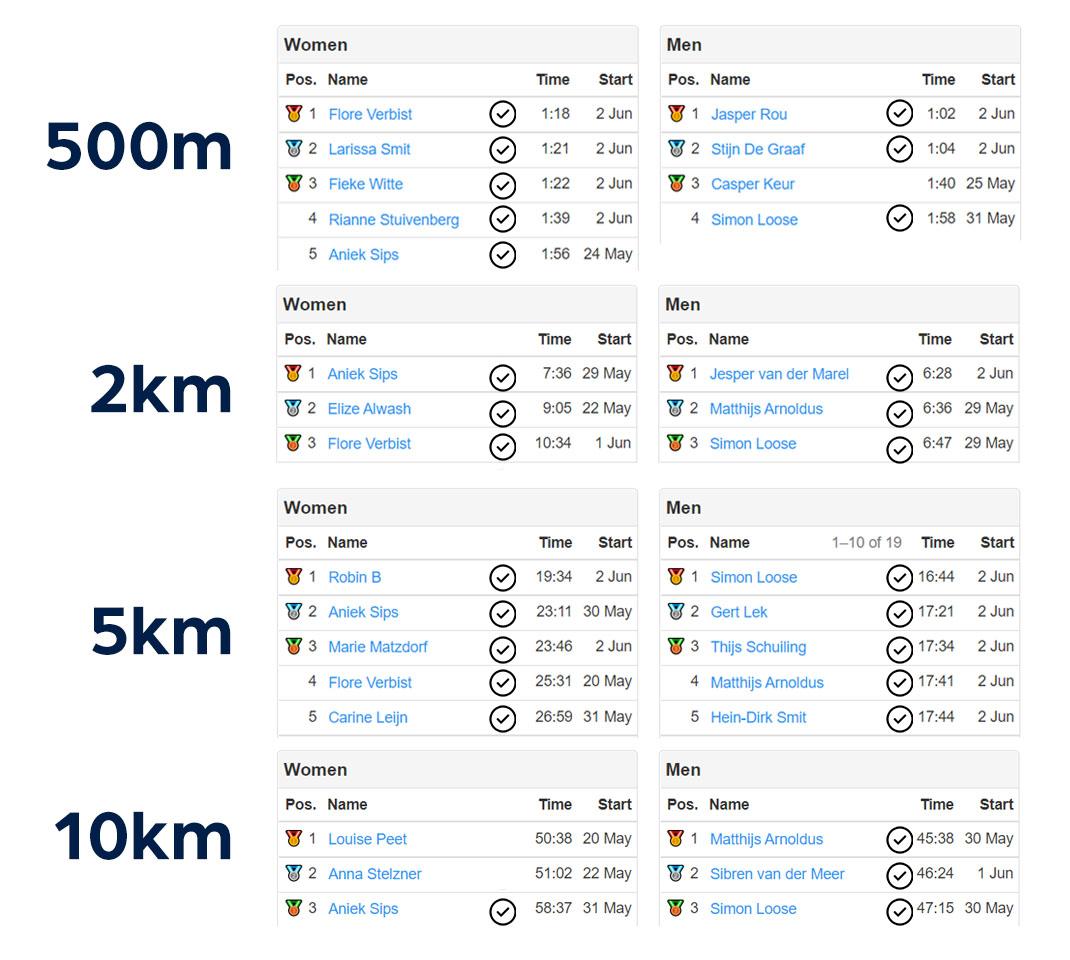 500m
Women
Pos. Name Time Start
1 Flore Verbist 1:18 2 Jun
2 Larissa Smit 1:21 2 Jun
3 Fieke Witte 1:22 2 Jun
4 Rianne Stuivenberg 1:39 2 Jun
5 Aniek Sips 1:56 24 May
Men
Pos. Name Time Start
1 Jasper Rou 1:02 2 Jun
2 Stijn De Graaf 1:04 2 Jun
3 Casper Keur 1:40 25 May
4 Simon Loose 1:58 31 May
2km
Women
Pos. Name Time Start
1 Aniek Sips 7:36 29 May
2 Elize Alwash 9:05 22 May
3 Flore Verbist 10:34 1 Jun
Men
Pos. Name Time Start
1 Jesper van der Marel 6:28 2 Jun
2 Matthijs Arnoldus 6:36 29 May
3 Simon Loose 6:47 29 May
5km
Women
Pos. Name Time Start
1 Robin B 19:34 2 Jun
2 Aniek Sips 23:11 30 May
3 Marie Matzdorf 23:46 2 Jun
4 Flore Verbist 25:31 20 May
5 Carine Leijn 26:59 31 May
Men
Pos. Name 1–10 of 19 Time Start
1 Simon Loose 16:44 2 Jun
2 Gert Lek 17:21 2 Jun
3 Thijs Schuiling 17:34 2 Jun
4 Matthijs Arnoldus 17:41 2 Jun
5 Hein-Dirk Smit 17:44 2 Jun
10km
Women
Pos. Name Time Start
1 Louise Peet 50:38 20 May
2 Anna Stelzner 51:02 22 May
3 Aniek Sips 58:37 31 May
Men
Pos. Name Time Start
1 Matthijs Arnoldus 45:38 30 May
2 Sibren van der Meer 46:24 1 Jun
3 Simon Loose 47:15 30 May